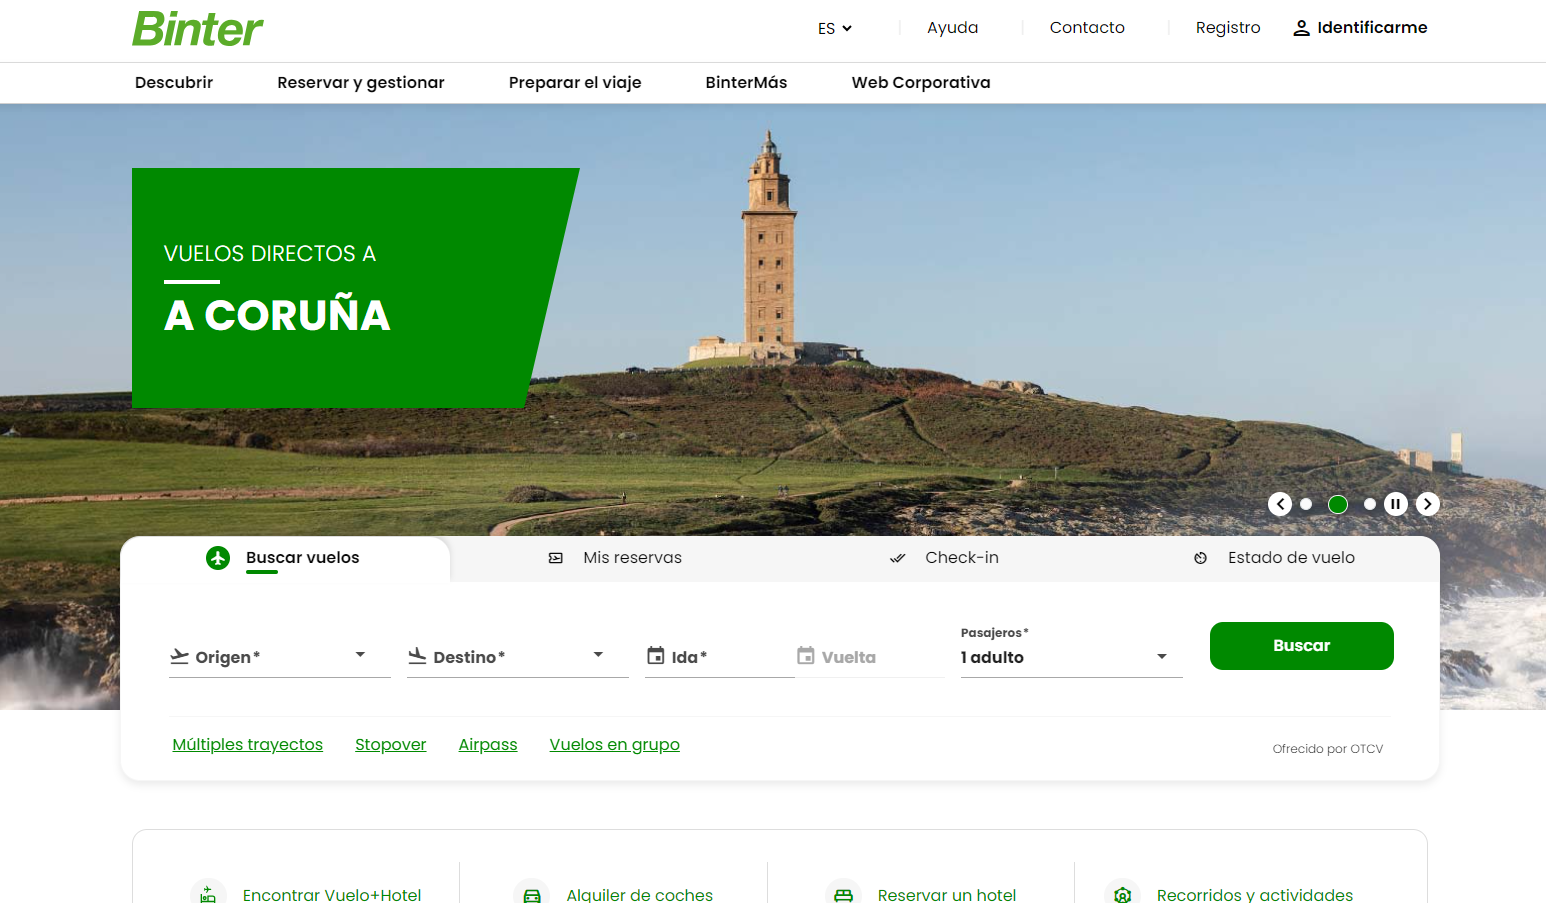 Binter
ES
Ayuda
Contacto
Registro
Identificarme
Descubrir
Reservar y gestionar
Preparar el viaje
BinterMás
Web Corporativa
VUELOS DIRECTOS A
A CORUÑA
Buscar vuelos
Mis reservas
Check-in
Estado de vuelo
Origen*
Destino*
Ida*
Vuelta
Pasajeros*
1 adulto
Buscar
Múltiples trayectos
Stopover
Airpass
Vuelos en grupo
Ofrecido por OTCV
Encontrar Vuelo+Hotel
Alquiler de coches
Reservar un hotel
Recorridos y actividades